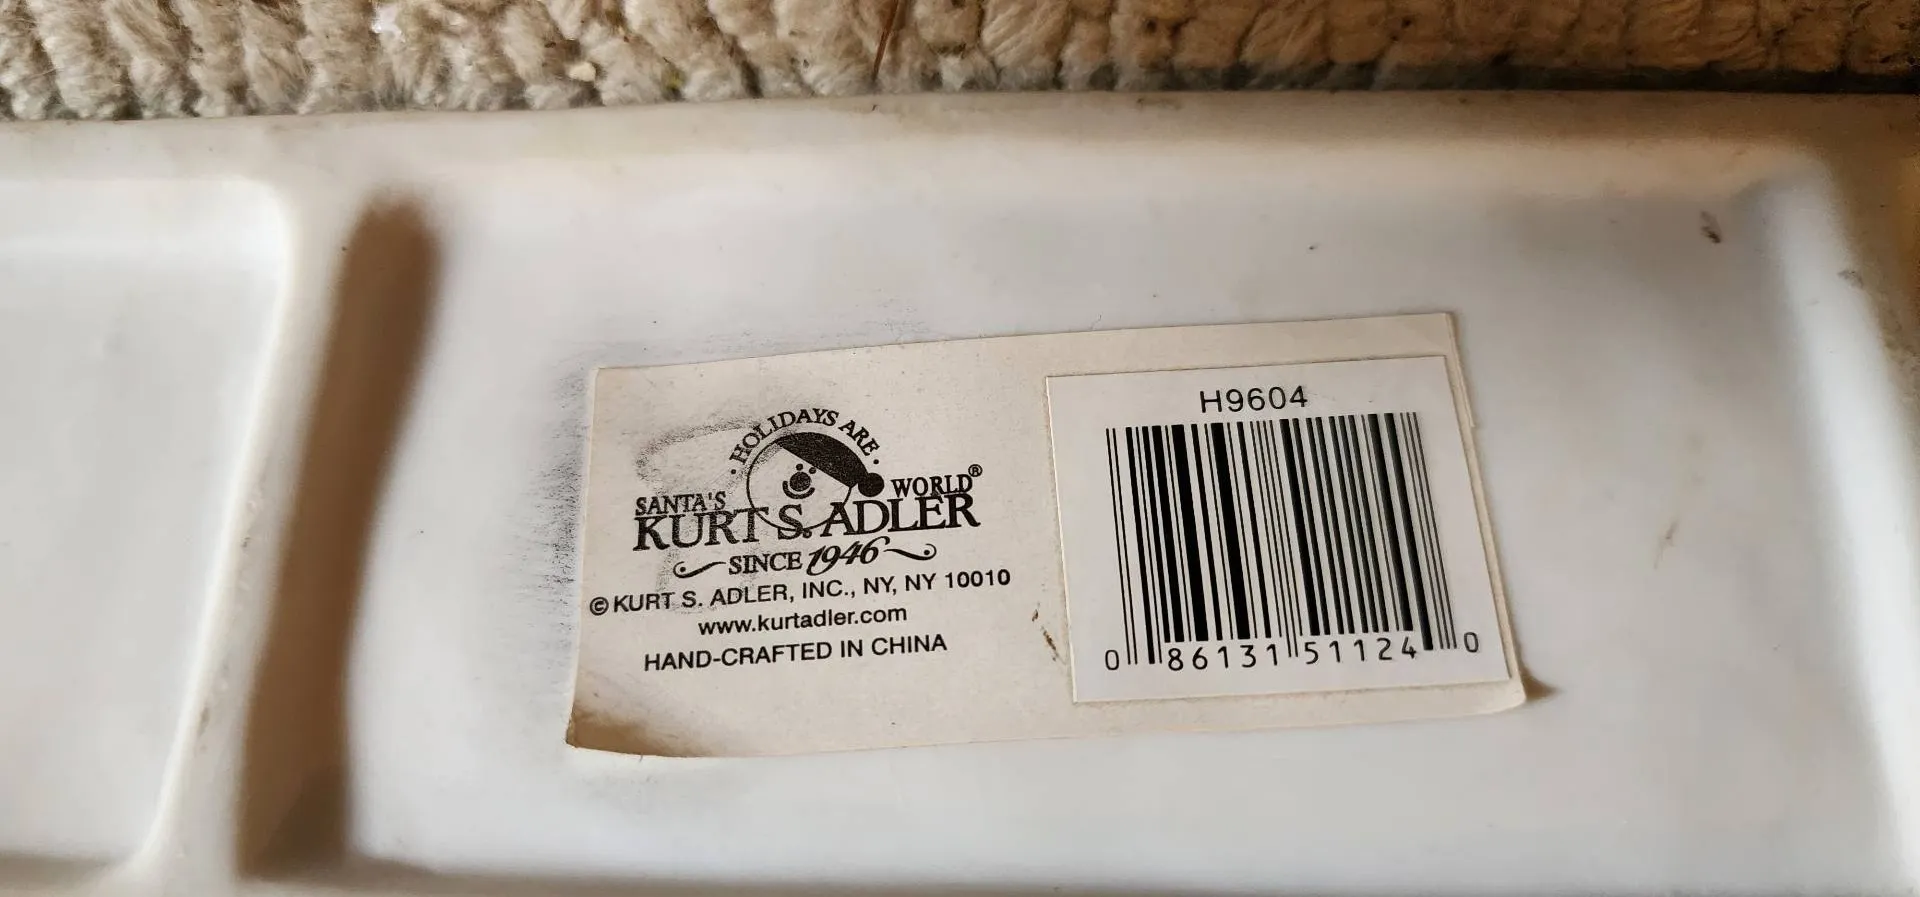 HOLIDAYS ARE
SANTA'S WORLD®
KURT S. ADLER
SINCE 1946
© KURT S. ADLER, INC., NY, NY 10010
www.kurtadler.com
HAND-CRAFTED IN CHINA
H9604
0 86131 51124 0